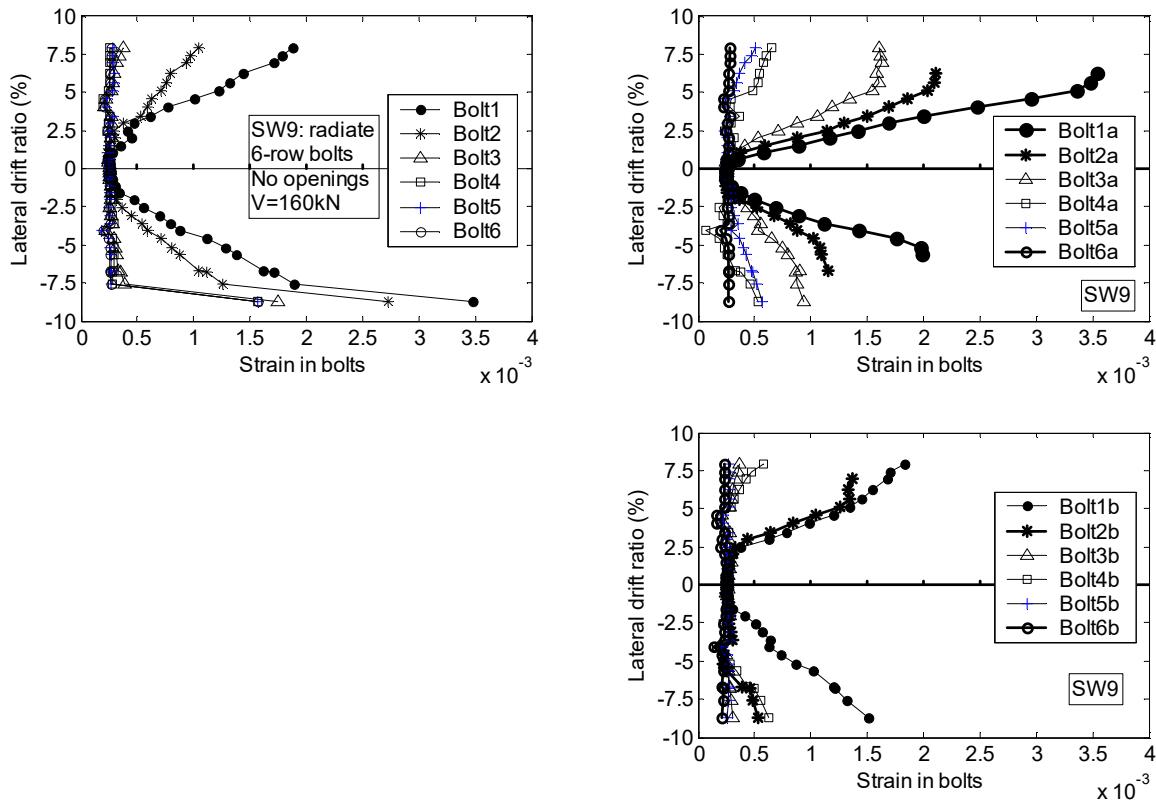 10
7.5
5
2.5
0
-2.5
-5
-7.5
-10
Lateral drift ratio (%)
0 0.5 1 1.5 2 2.5 3 3.5 4
Strain in bolts
x 10-3
SW9: radiate
6-row bolts
No openings
V=160kN
Bolt1
Bolt2
Bolt3
Bolt4
Bolt5
Bolt6
10
7.5
5
2.5
0
-2.5
-5
-7.5
-10
Lateral drift ratio (%)
0 0.5 1 1.5 2 2.5 3 3.5 4
Strain in bolts
x 10-3
Bolt1a
Bolt2a
Bolt3a
Bolt4a
Bolt5a
Bolt6a
SW9
10
7.5
5
2.5
0
-2.5
-5
-7.5
-10
Lateral drift ratio (%)
0 0.5 1 1.5 2 2.5 3 3.5 4
Strain in bolts
x 10-3
Bolt1b
Bolt2b
Bolt3b
Bolt4b
Bolt5b
Bolt6b
SW9